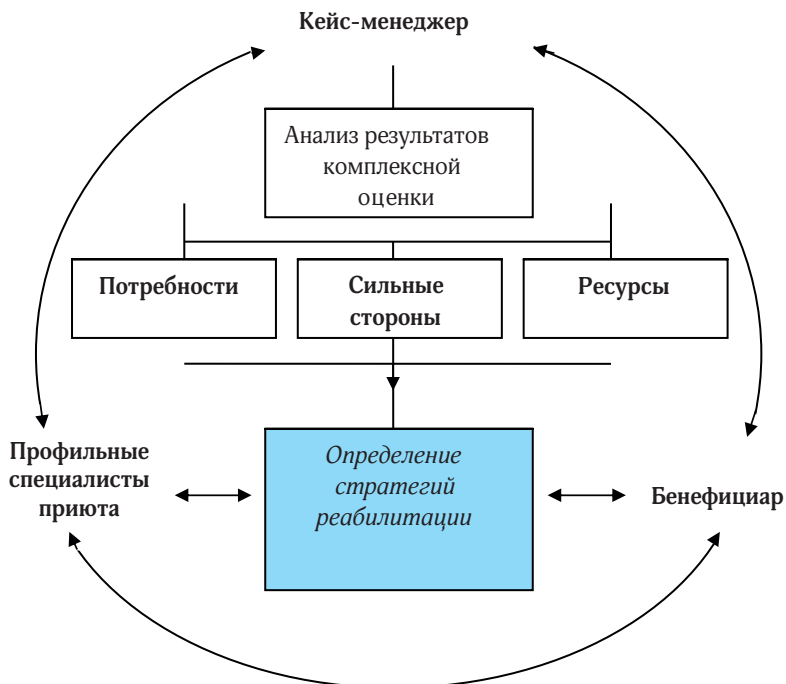 Кейс-менеджер
Анализ результатов
комплексной
оценки
Потребности
Сильные
стороны
Ресурсы
Профильные
специалисты
приюта
Определение
стратегий
реабилитации
Бенефициар